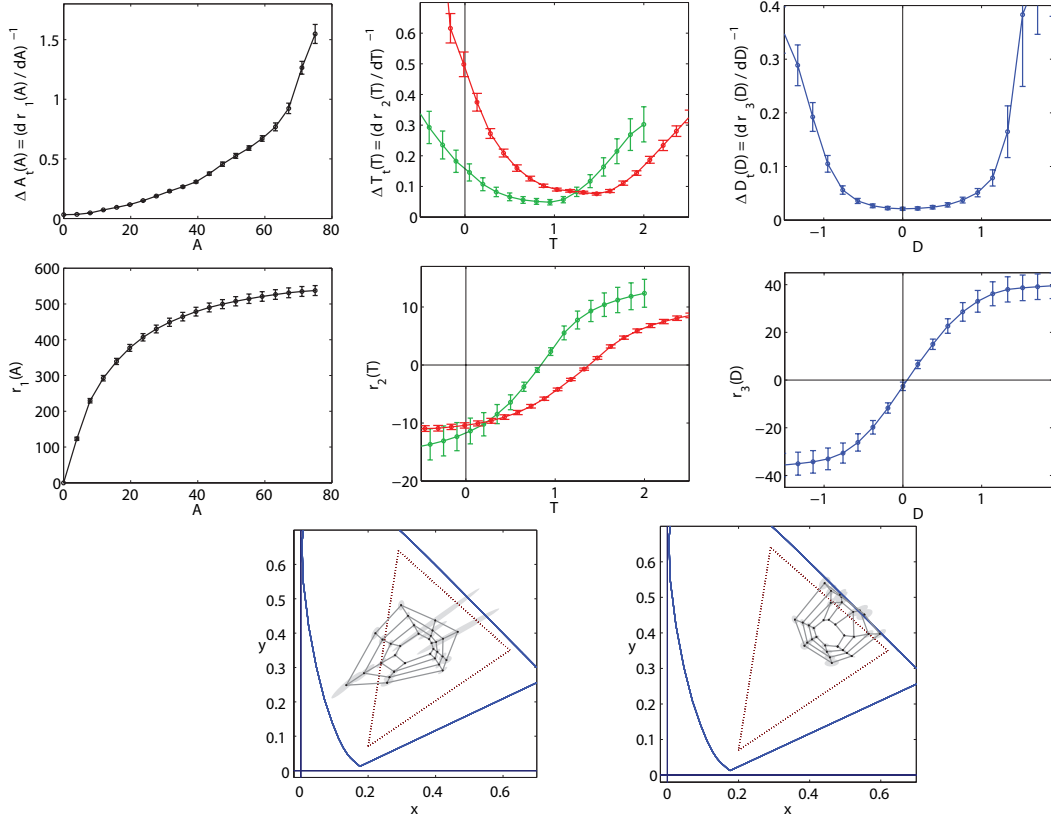 Δ A_t(A) = (d r_1(A) / dA)^{-1}
1.5
1
0.5
0
0 20 40 60 80
A
Δ T_t(T) = (d r_2(T) / dT)^{-1}
0.6
0.5
0.4
0.3
0.2
0.1
0
0 1 2
T
Δ D_t(D) = (d r_3(D) / dD)^{-1}
0.4
0.3
0.2
0.1
0
−1 0 1
D
r_1(A)
600
500
400
300
200
100
0
0 20 40 60 80
A
r_2(T)
10
0
−10
−20
0 1 2
T
r_3(D)
40
20
0
−20
−40
−1 0 1
D
0.6
0.5
0.4
y
0.3
0.2
0.1
0
0 0.2 0.4 0.6
x
0.6
0.5
0.4
y
0.3
0.2
0.1
0
0 0.2 0.4 0.6
x